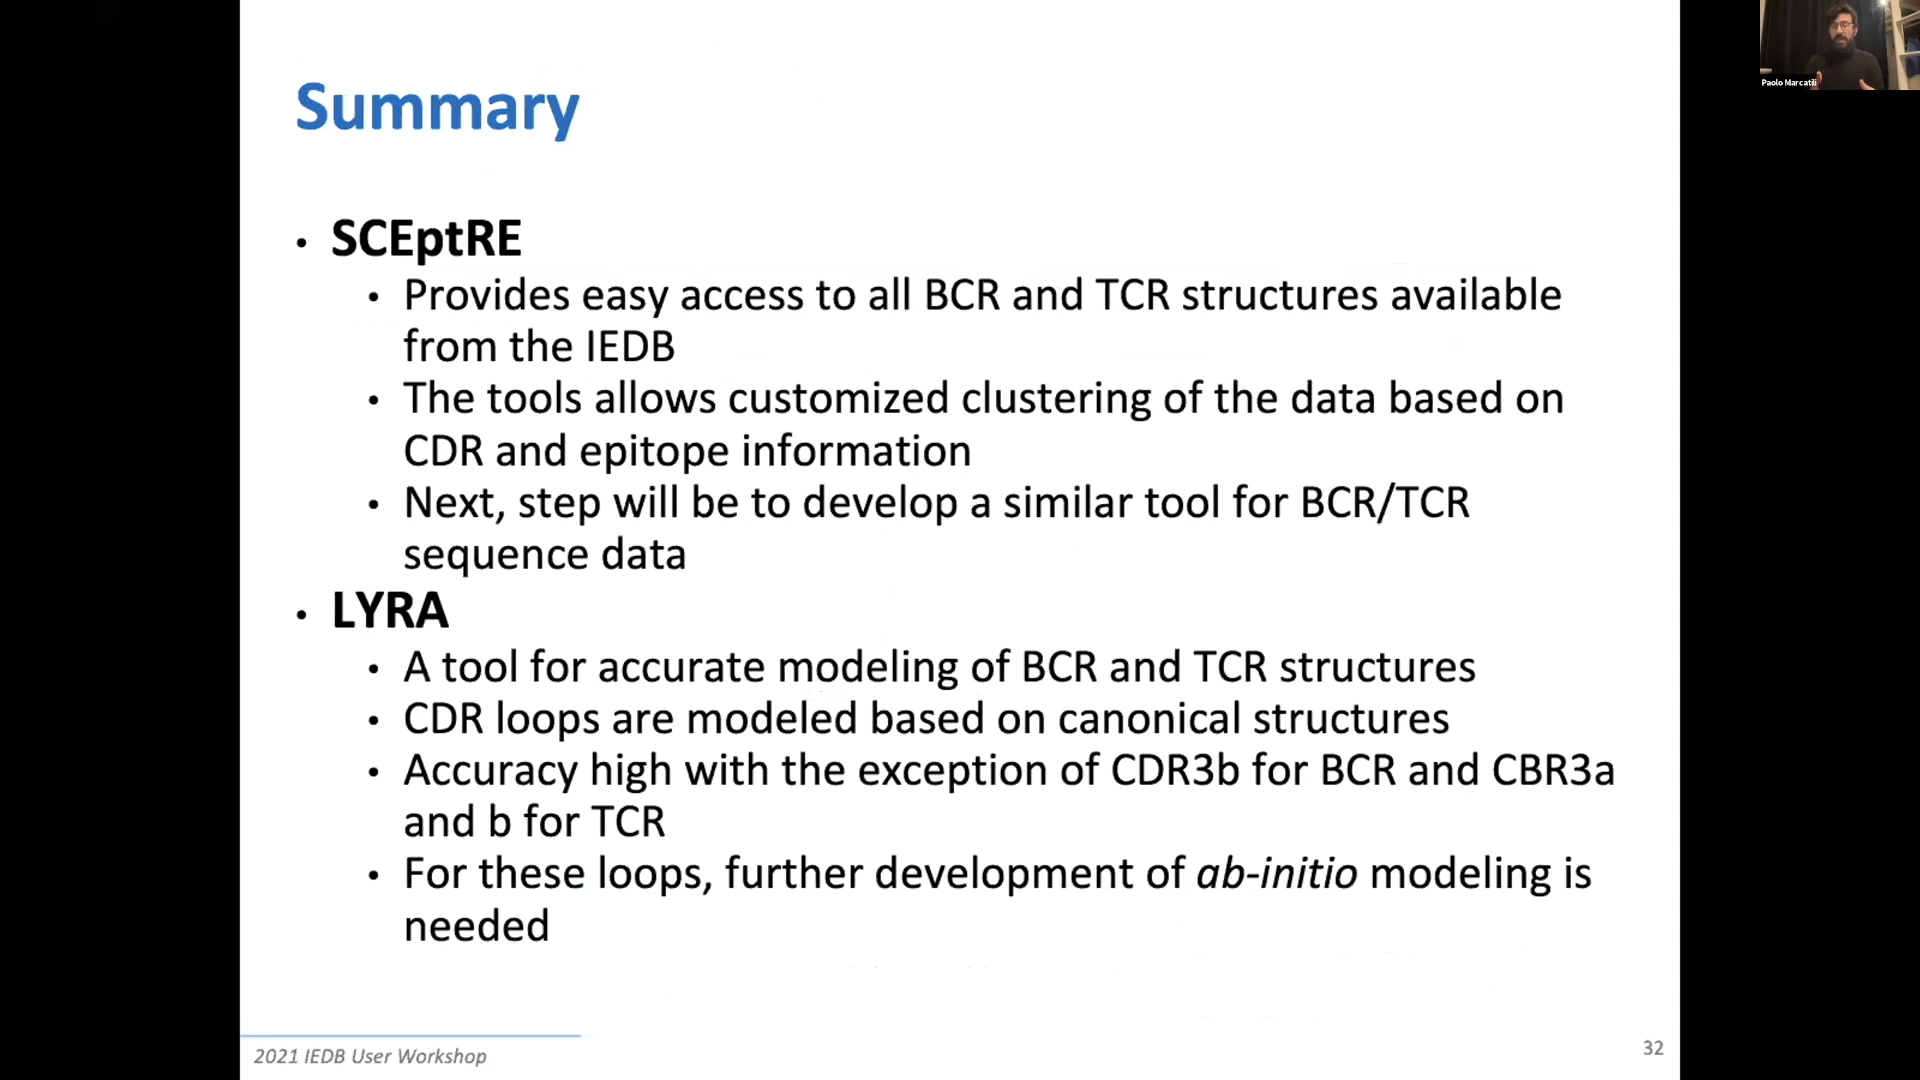 Summary
• SCEptRE
• Provides easy access to all BCR and TCR structures available
from the IEDB
• The tools allows customized clustering of the data based on
CDR and epitope information
• Next, step will be to develop a similar tool for BCR/TCR
sequence data
• LYRA
• A tool for accurate modeling of BCR and TCR structures
• CDR loops are modeled based on canonical structures
• Accuracy high with the exception of CDR3b for BCR and CBR3a
and b for TCR
• For these loops, further development of ab-initio modeling is
needed
2021 IEDB User Workshop
32
Paolo Marcatili